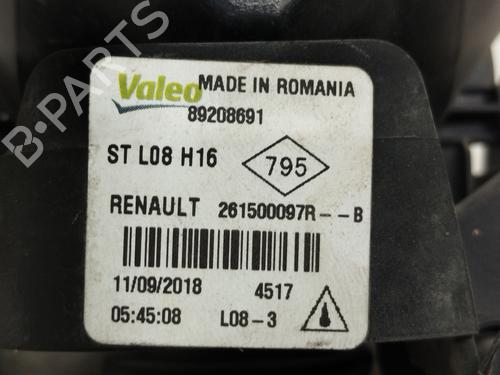 Valeo MADE IN ROMANIA
89208691
ST L08 H16 795
RENAULT 261500097R--B
11/09/2018 4517
05:45:08 L08-3